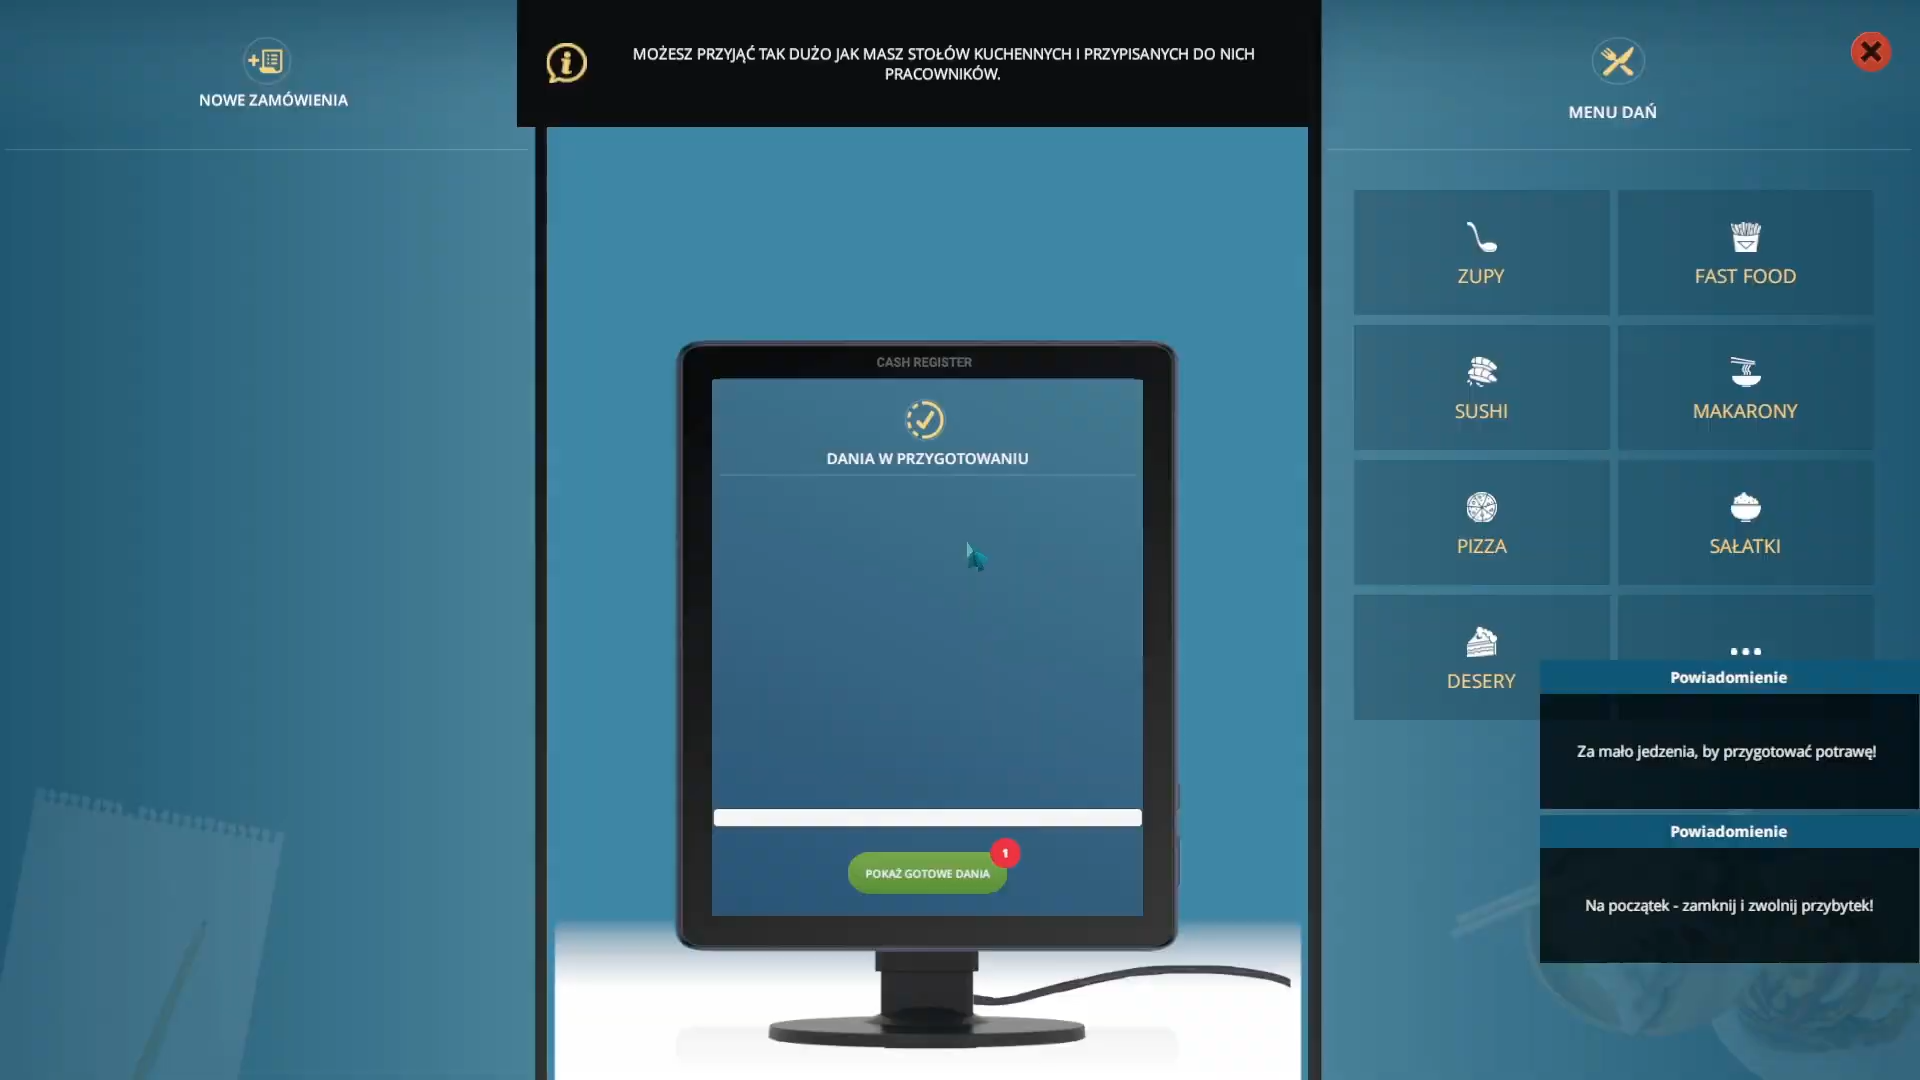 NOWE ZAMÓWIENIA
MOŻESZ PRZYJĄĆ TAK DUŻO JAK MASZ STOŁÓW KUCHENNYCH I PRZYPISANYCH DO NICH
PRACOWNIKÓW.
MENU DAŃ
CASH REGISTER
DANIA W PRZYGOTOWANIU
POKAŻ GOTOWE DANIA
1
ZUPY
FAST FOOD
SUSHI
MAKARONY
PIZZA
SAŁATKI
DESERY
Powiadomienie
Za mało jedzenia, by przygotować potrawę!
Powiadomienie
Na początek - zamknij i zwolnij przybytek!